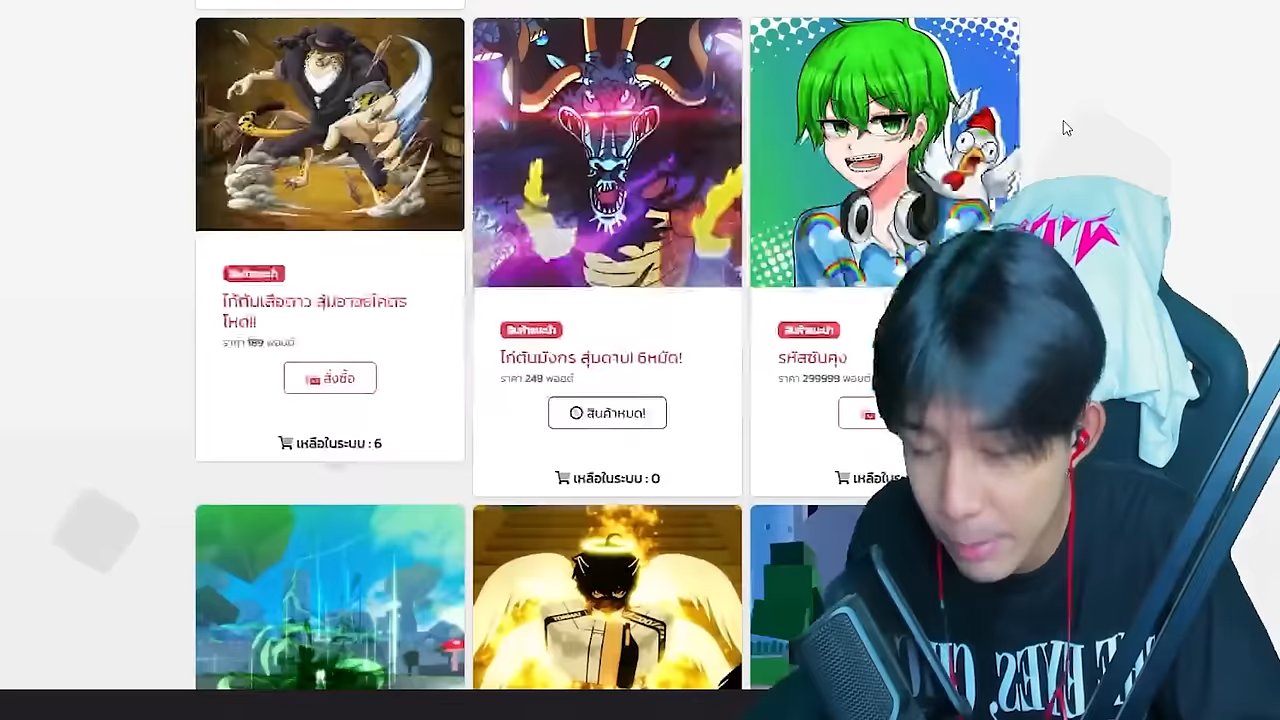 ไก่ตันเสือดาว สุ่มอาวุธโคตร
โหด!!
ราคา 189 พอยต์
สั่งซื้อ
เหลือในระบบ : 6
สินค้าแนะนำ
ไก่ตันมังกร สุ่มดาบ! 6หมัด!
ราคา 249 พอยต์
สินค้าหมด!
เหลือในระบบ : 0
สินค้าแนะนำ
รหัสซันคุง
ราคา 299999 พอยต์